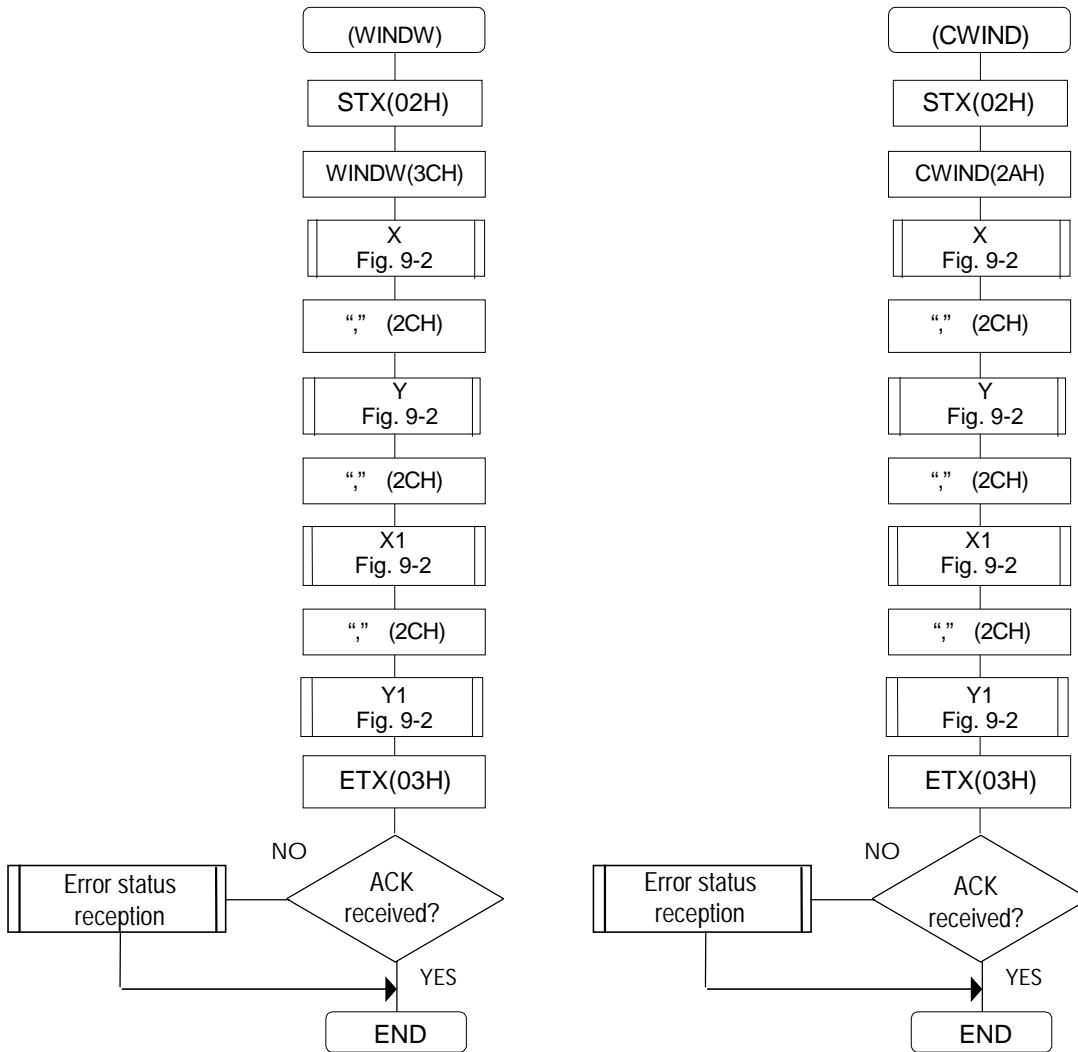 (WINDW)
STX(02H)
WINDW(3CH)
X
Fig. 9-2
“,” (2CH)
Y
Fig. 9-2
“,” (2CH)
X1
Fig. 9-2
“,” (2CH)
Y1
Fig. 9-2
ETX(03H)
NO
ACK
received?
Error status
reception
YES
END
(CWIND)
STX(02H)
CWIND(2AH)
X
Fig. 9-2
“,” (2CH)
Y
Fig. 9-2
“,” (2CH)
X1
Fig. 9-2
“,” (2CH)
Y1
Fig. 9-2
ETX(03H)
NO
ACK
received?
Error status
reception
YES
END